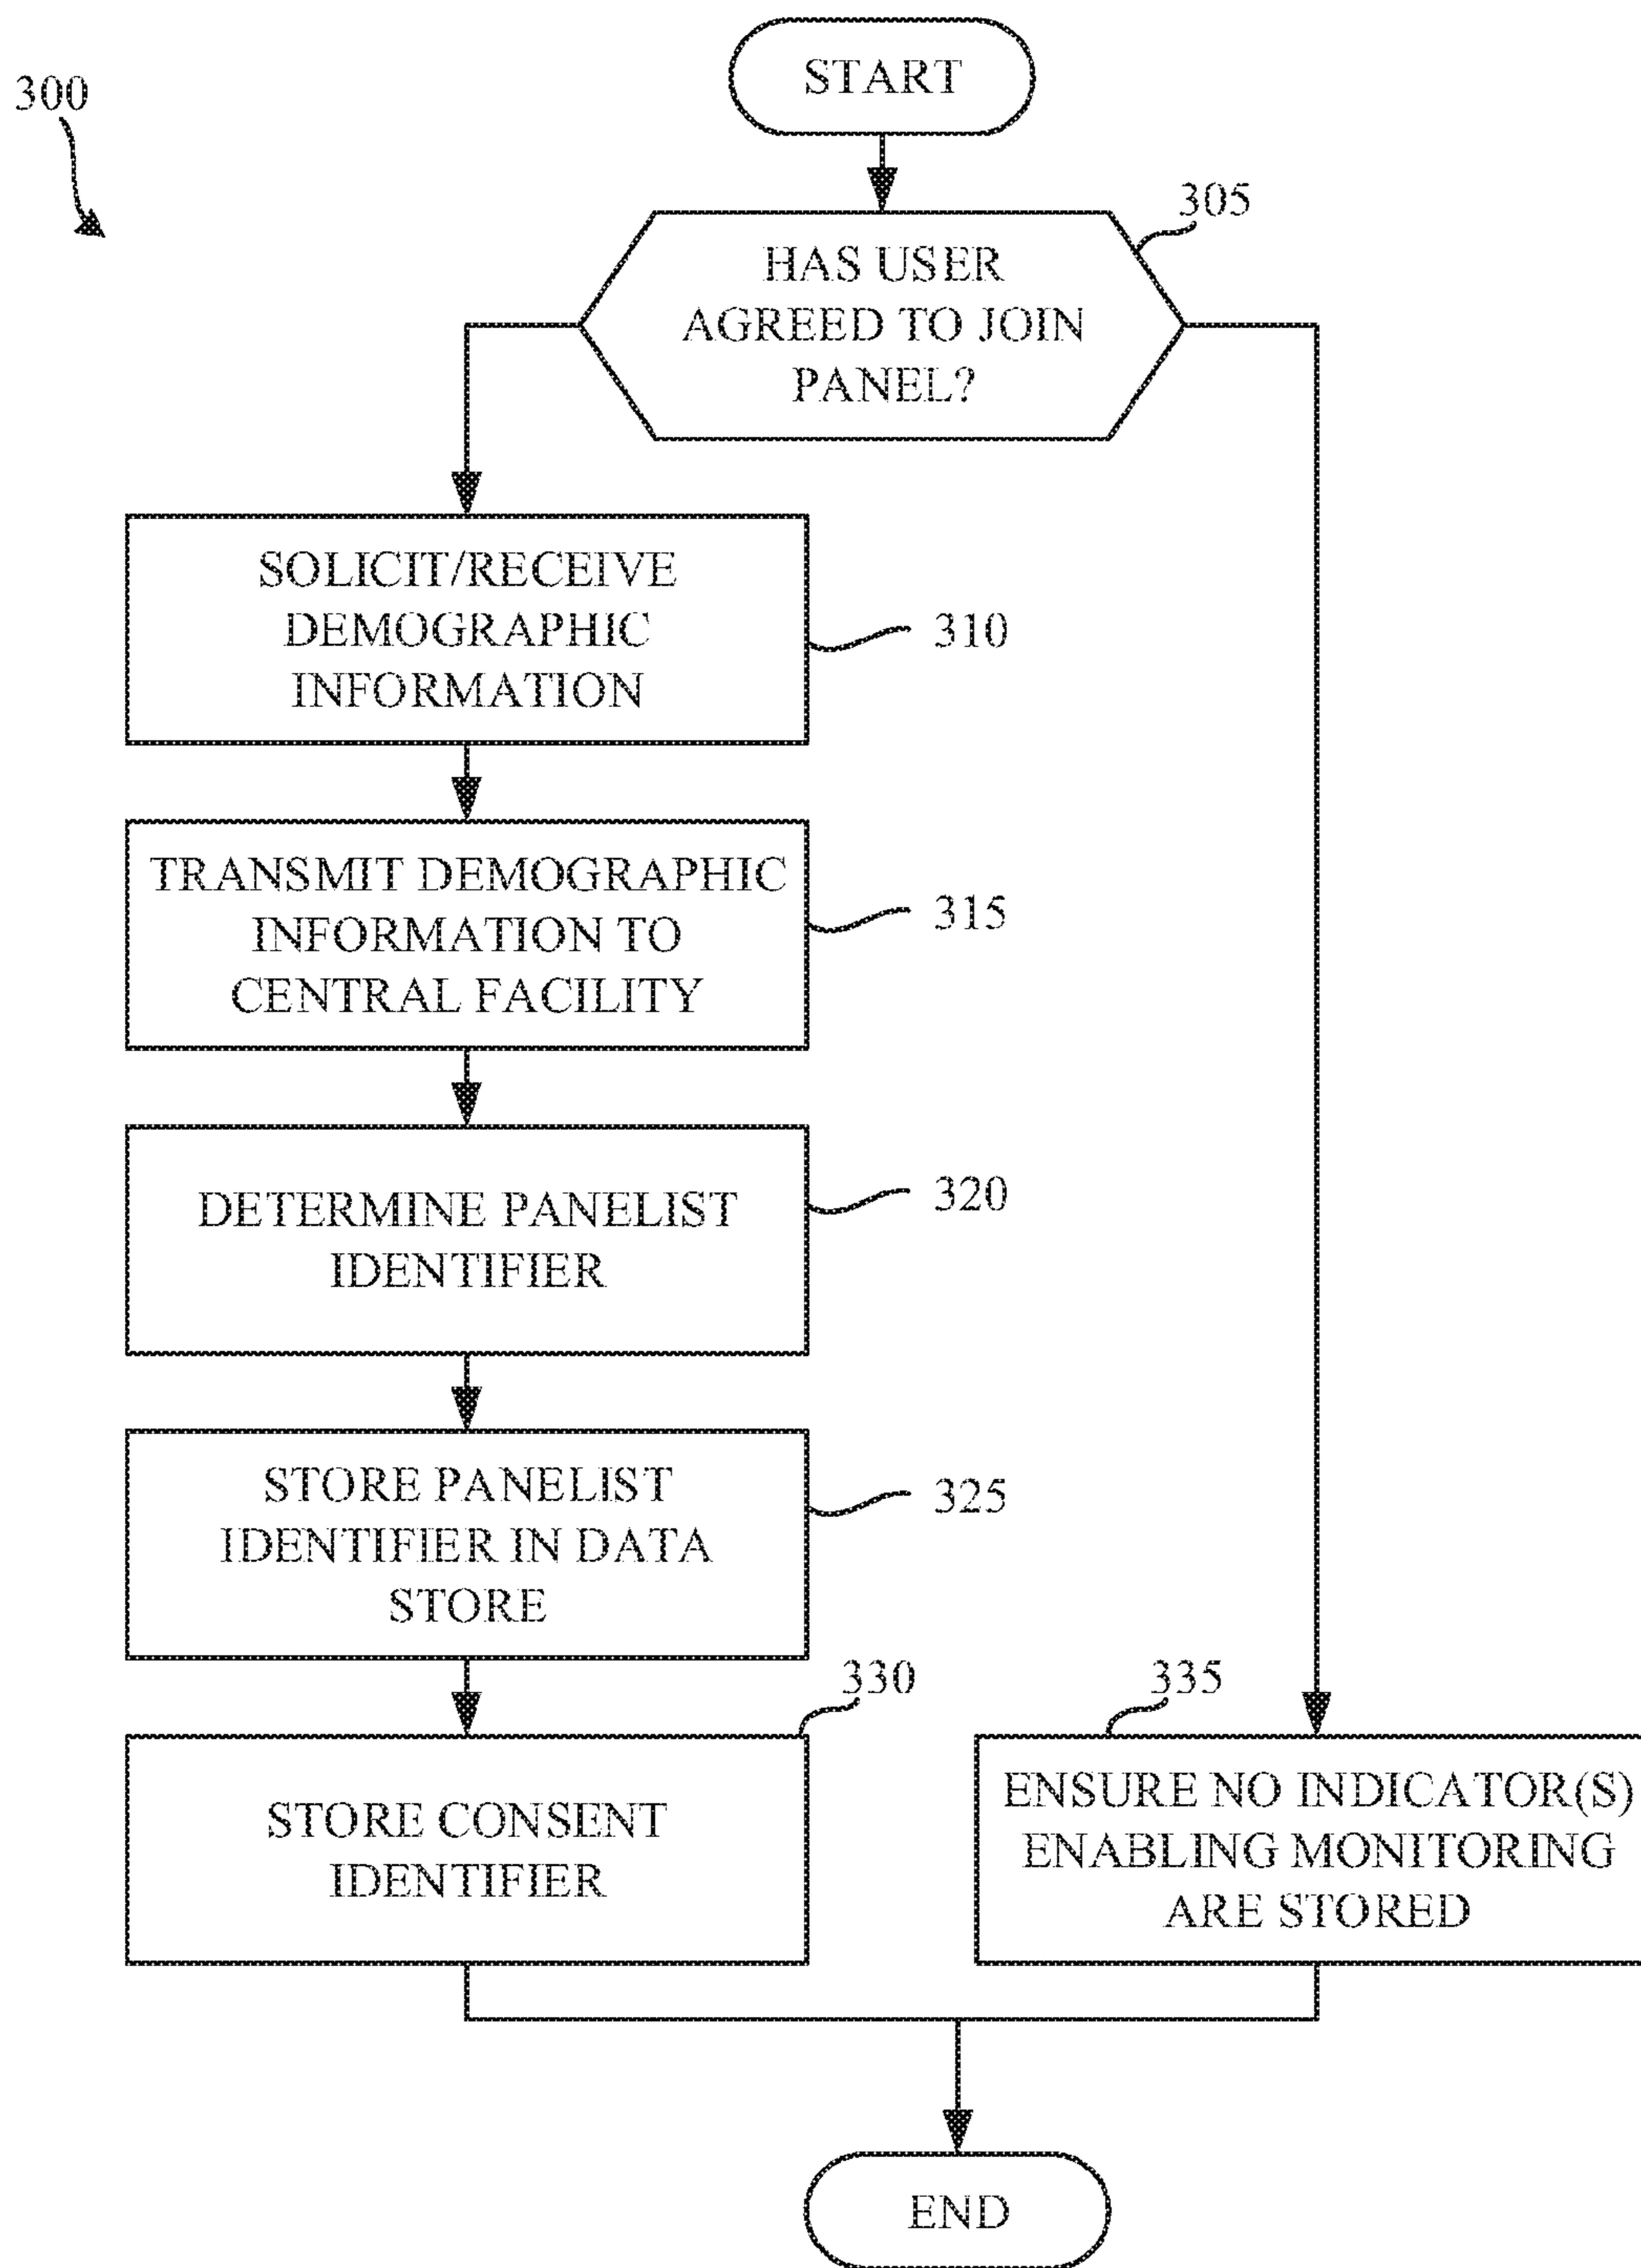 START
300
305
HAS USER
AGREED TO JOIN
PANEL?
SOLICIT/RECEIVE
DEMOGRAPHIC
INFORMATION
310
TRANSMIT DEMOGRAPHIC
INFORMATION TO
CENTRAL FACILITY
315
DETERMINE PANELIST
IDENTIFIER
320
STORE PANELIST
IDENTIFIER IN DATA
STORE
325
330
STORE CONSENT
IDENTIFIER
335
ENSURE NO INDICATOR(S)
ENABLING MONITORING
ARE STORED
END